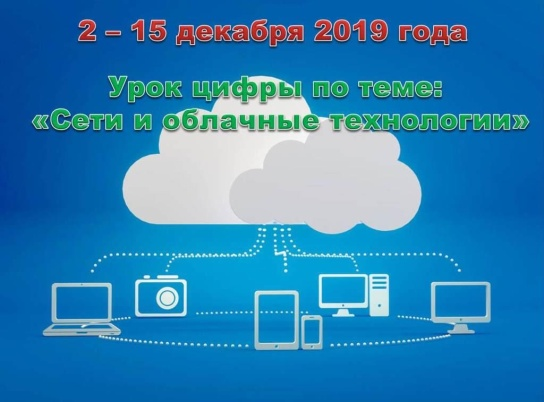 2 – 15 декабря 2019 года
Урок цифры по теме:
«Сети и облачные технологии»